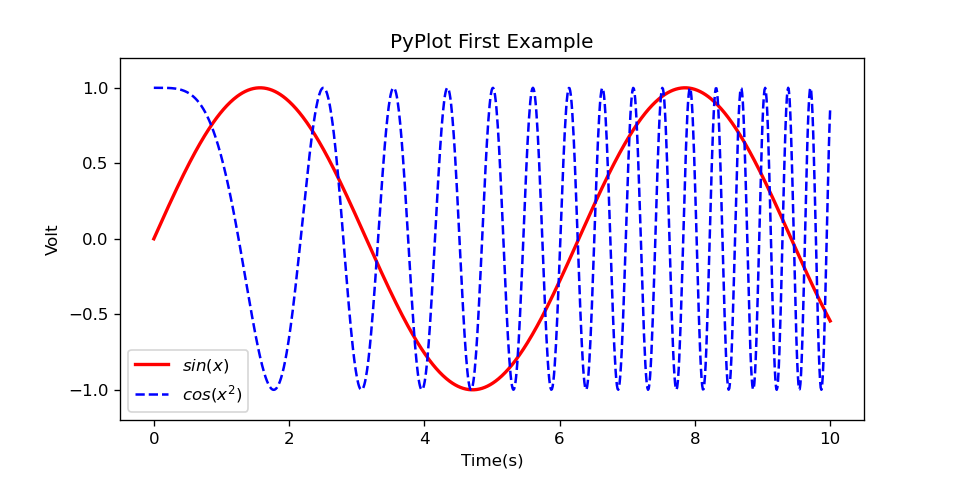 PyPlot First Example
1.0
0.5
0.0
−0.5
−1.0
Volt
sin(x)
cos(x²)
0 2 4 6 8 10
Time(s)